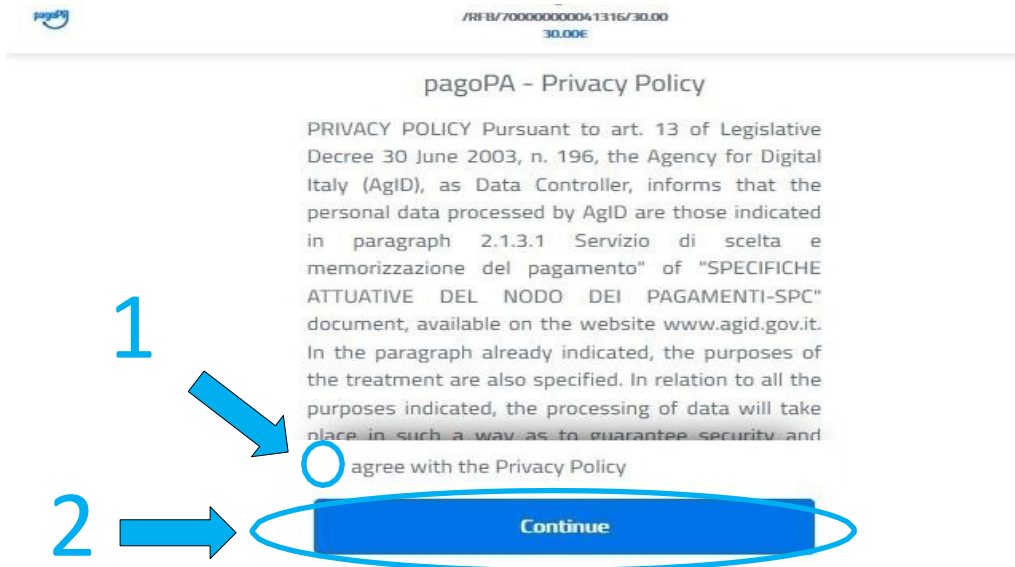 pagoPA
/RFB/70000000041316/30.00
30.00€
pagoPA - Privacy Policy
PRIVACY POLICY Pursuant to art. 13 of Legislative
Decree 30 June 2003, n. 196, the Agency for Digital
Italy (AgID), as Data Controller, informs that the
personal data processed by AgID are those indicated
in paragraph 2.1.3.1 Servizio di scelta e
memorizzazione del pagamento" of "SPECIFICHE
ATTUATIVE DEL NODO DEI PAGAMENTI-SPC"
document, available on the website www.agid.gov.it.
In the paragraph already indicated, the purposes of
the treatment are also specified. In relation to all the
purposes indicated, the processing of data will take
place in such a way as to guarantee security and
1
agree with the Privacy Policy
2
Continue